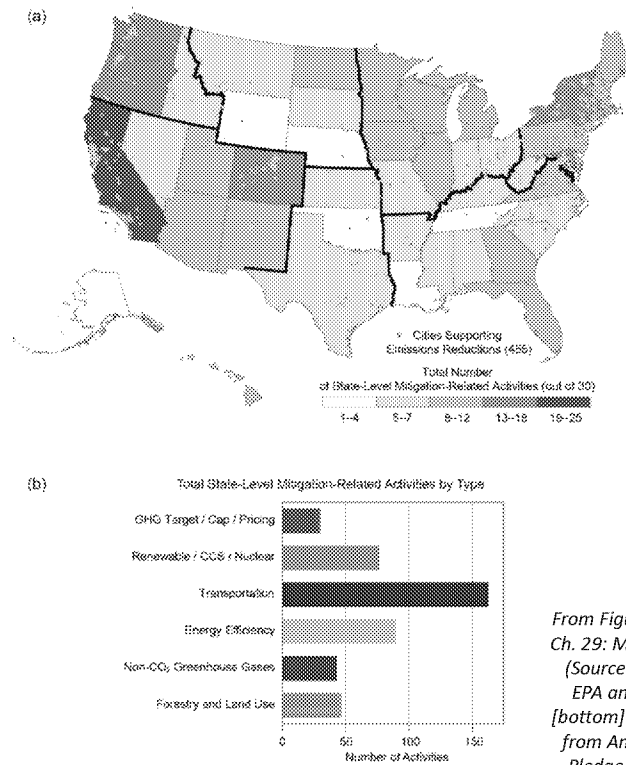 (a)
Cities Supporting
Emissions Reductions (455)
Total Number
of State-Level Mitigation-Related Activities (out of 30)
1–4
5–7
8–12
13–18
19–25
(b)
Total State-Level Mitigation-Related Activities by Type
GHG Target / Cap / Pricing
Renewable / CCS / Nuclear
Transportation
Energy Efficiency
Non-CO₂ Greenhouse Gases
Forestry and Land Use
0
50
100
150
Number of Activities
From Figu
Ch. 29: M
(Source
EPA an
[bottom]
from An
Pledge